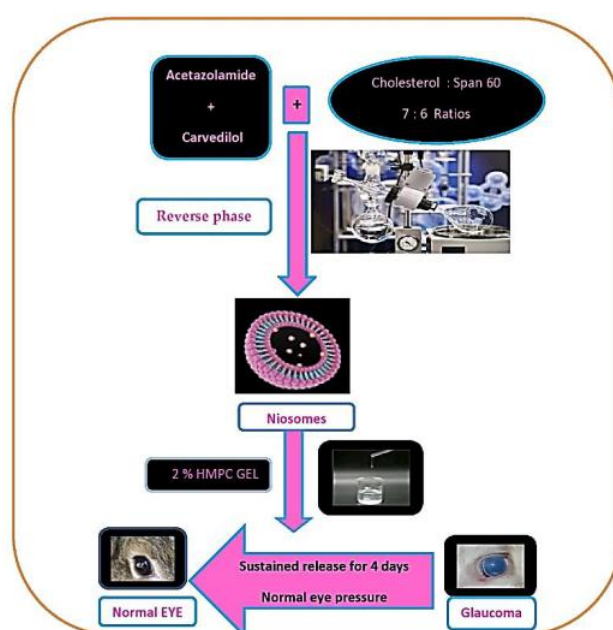 Acetazolamide
+
Carvedilol
+
Cholesterol : Span 60
7 : 6 Ratios
Reverse phase
Niosomes
2 % HMPC GEL
Sustained release for 4 days
Normal eye pressure
Normal EYE
Glaucoma